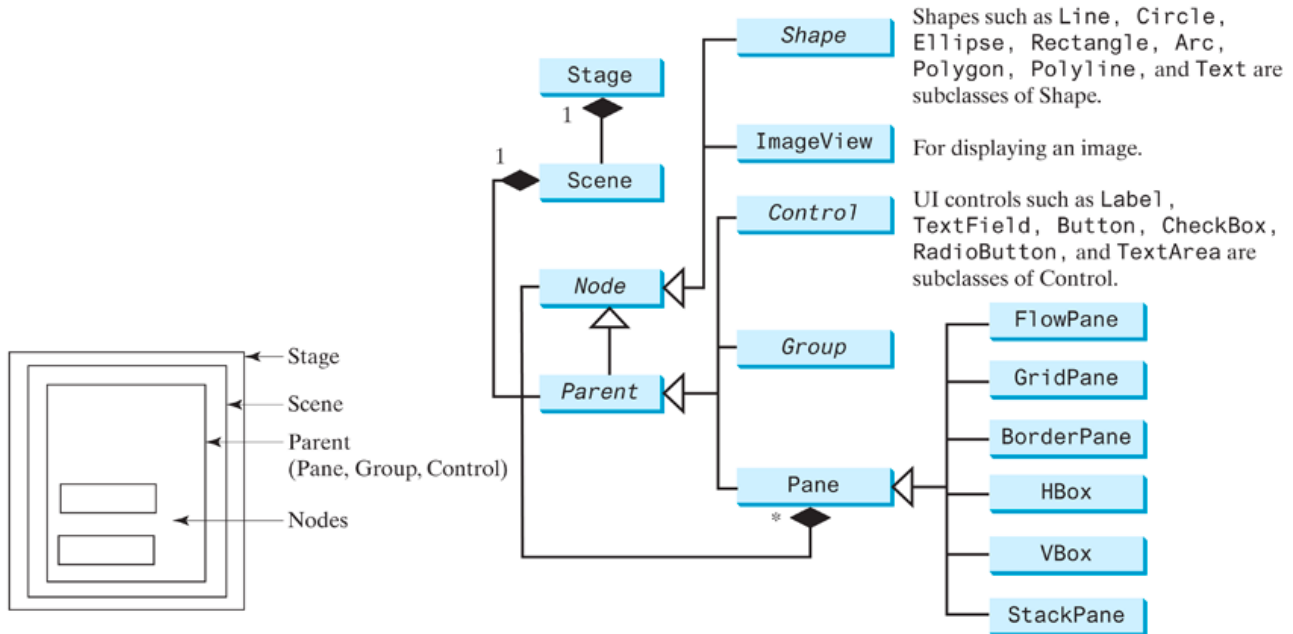 Stage
1
1
Scene
Node
Parent
Shape
Shapes such as Line, Circle,
Ellipse, Rectangle, Arc,
Polygon, Polyline, and Text are
subclasses of Shape.
ImageView
For displaying an image.
Control
UI controls such as Label,
TextField, Button, CheckBox,
RadioButton, and TextArea are
subclasses of Control.
Group
Pane
*
FlowPane
GridPane
BorderPane
HBox
VBox
StackPane
Stage
Scene
Parent
(Pane, Group, Control)
Nodes